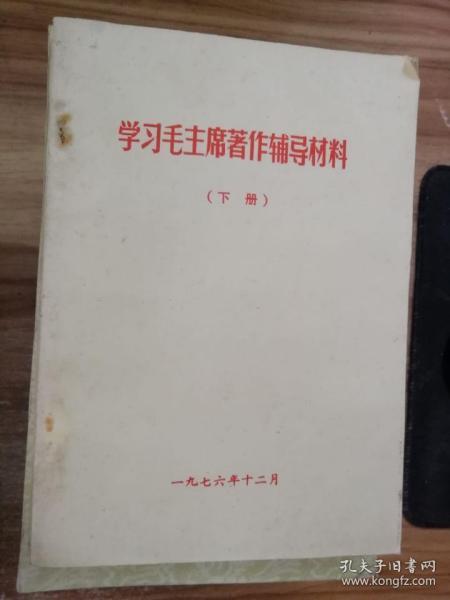 学习毛主席著作辅导材料
（下册）
一九七六年十二月
孔夫子旧书网
www.kongfz.com